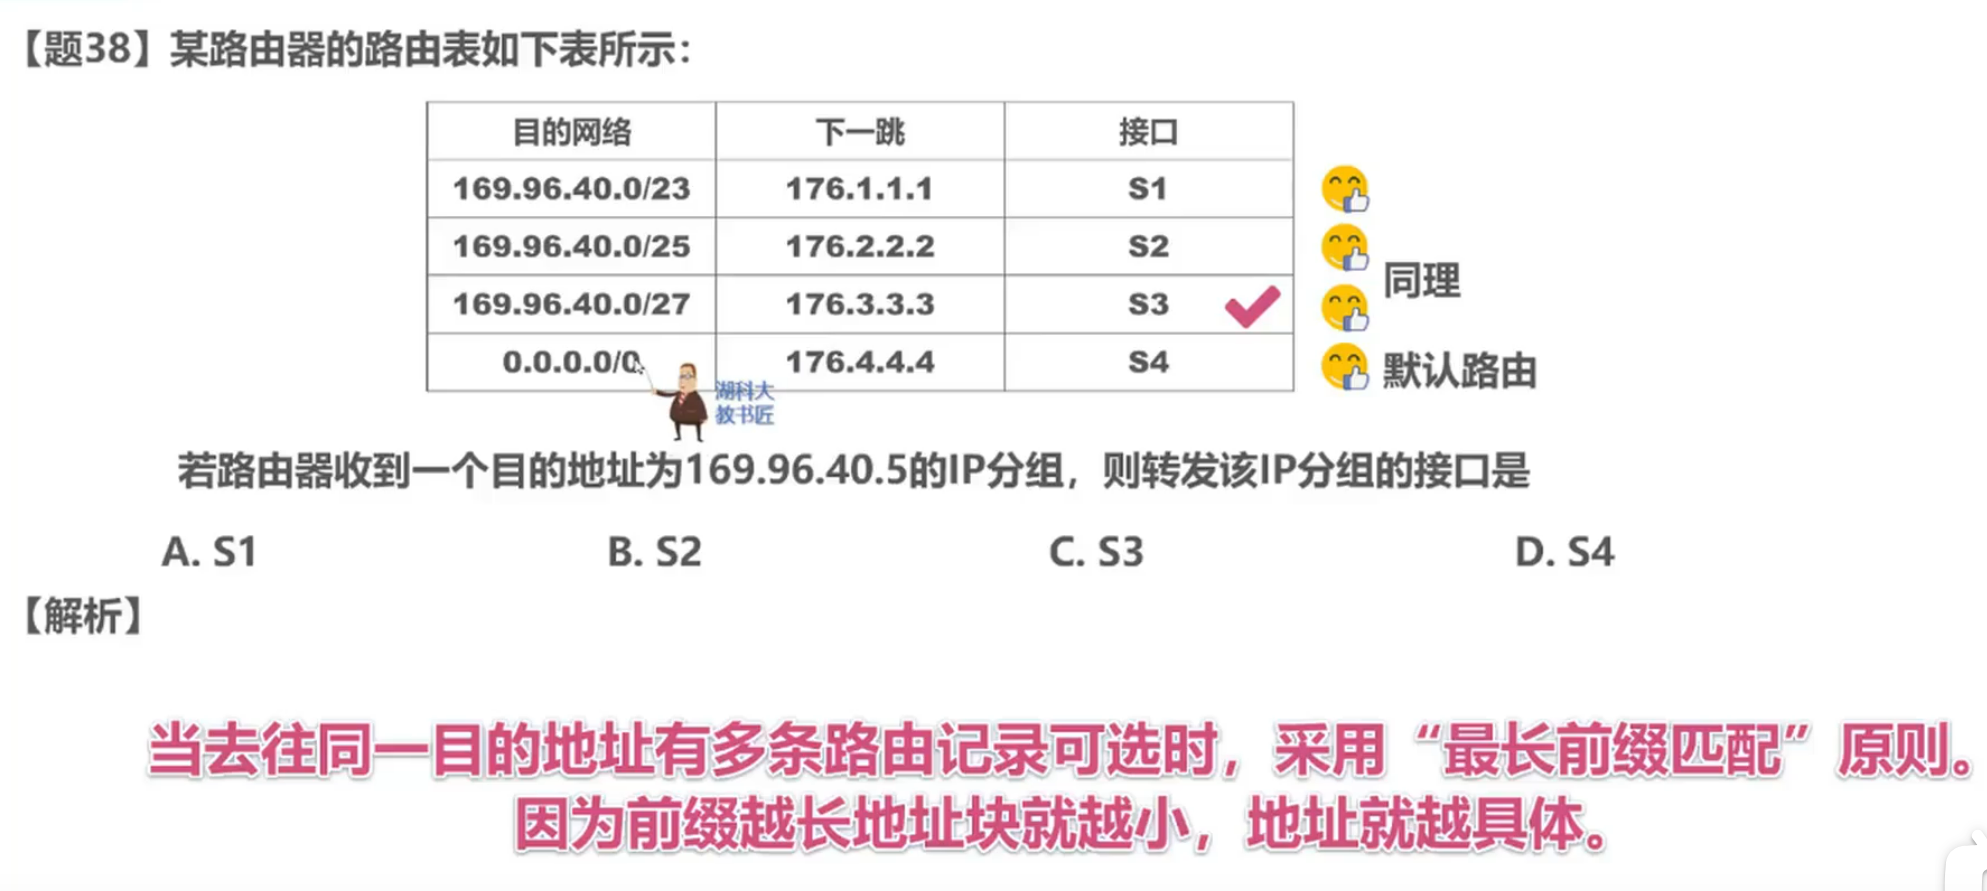 【题38】某路由器的路由表如下表所示：
目的网络 下一跳 接口
169.96.40.0/23 176.1.1.1 S1
169.96.40.0/25 176.2.2.2 S2
同理
169.96.40.0/27 176.3.3.3 S3
0.0.0.0/0 176.4.4.4 S4 默认路由
湖科大
教书匠
若路由器收到一个目的地址为169.96.40.5的IP分组，则转发该IP分组的接口是
A. S1 B. S2 C. S3 D. S4
【解析】
当去往同一目的地址有多条路由记录可选时，采用“最长前缀匹配”原则。
因为前缀越长地址块就越小，地址就越具体。